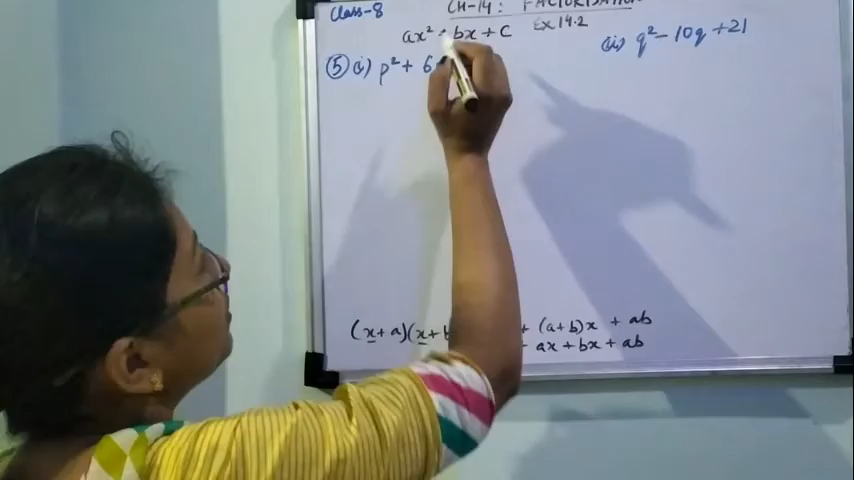 Class-8
CH-14: FACTORISATION
ax² + bx + c Ex 14.2
(ii) q² - 10q + 21
⑤ (i) p² + 6
(x + a)(x + b + (a+b)x + ab
ax + bx + ab